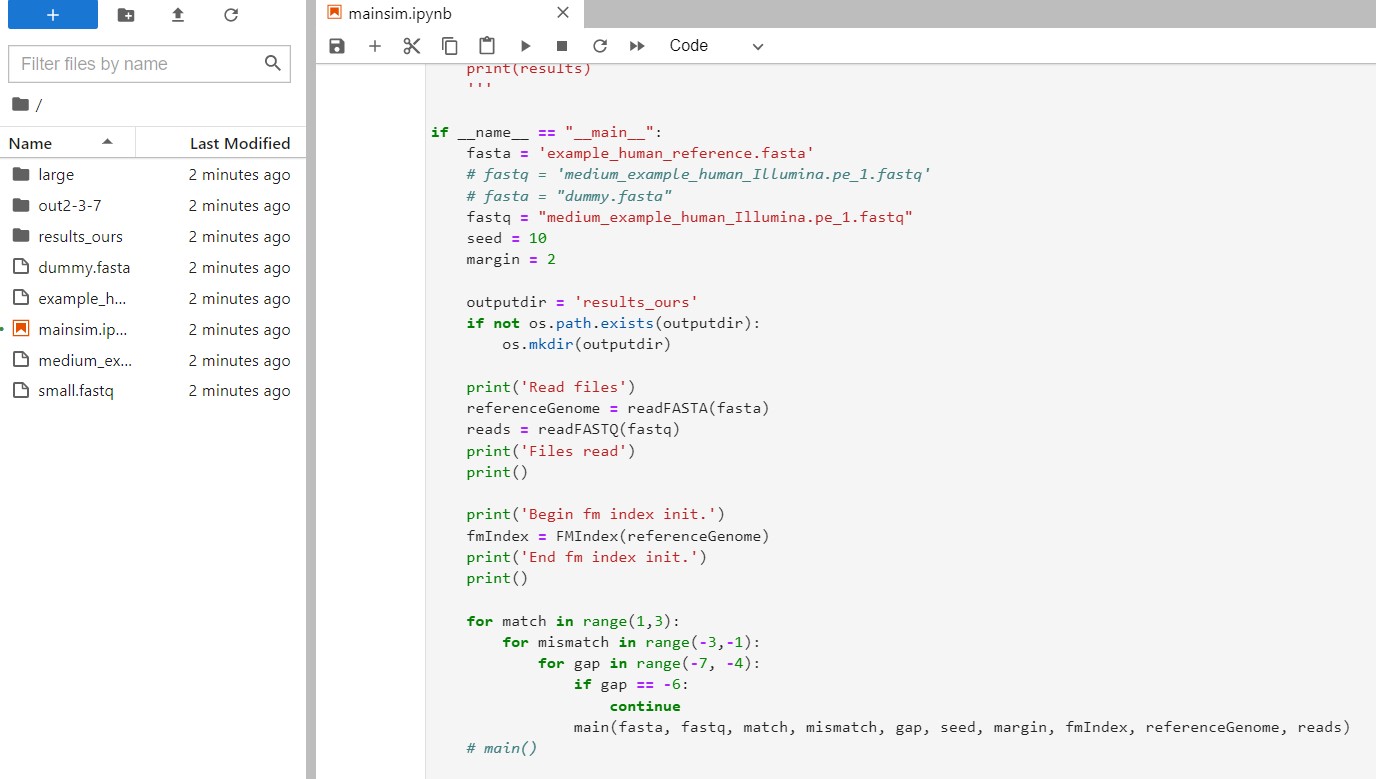 +
Filter files by name
/
Name Last Modified
large 2 minutes ago
out2-3-7 2 minutes ago
results_ours 2 minutes ago
dummy.fasta 2 minutes ago
example_h... 2 minutes ago
mainsim.ip... 2 minutes ago
medium_ex... 2 minutes ago
small.fastq 2 minutes ago
mainsim.ipynb
Code
    print(results)
    '''
if __name__ == "__main__":
    fasta = 'example_human_reference.fasta'
    # fastq = 'medium_example_human_Illumina.pe_1.fastq'
    # fasta = "dummy.fasta"
    fastq = "medium_example_human_Illumina.pe_1.fastq"
    seed = 10
    margin = 2
    outputdir = 'results_ours'
    if not os.path.exists(outputdir):
        os.mkdir(outputdir)
    print('Read files')
    referenceGenome = readFASTA(fasta)
    reads = readFASTQ(fastq)
    print('Files read')
    print()
    print('Begin fm index init.')
    fmIndex = FMIndex(referenceGenome)
    print('End fm index init.')
    print()
    for match in range(1,3):
        for mismatch in range(-3,-1):
            for gap in range(-7, -4):
                if gap == -6:
                    continue
                main(fasta, fastq, match, mismatch, gap, seed, margin, fmIndex, referenceGenome, reads)
    # main()